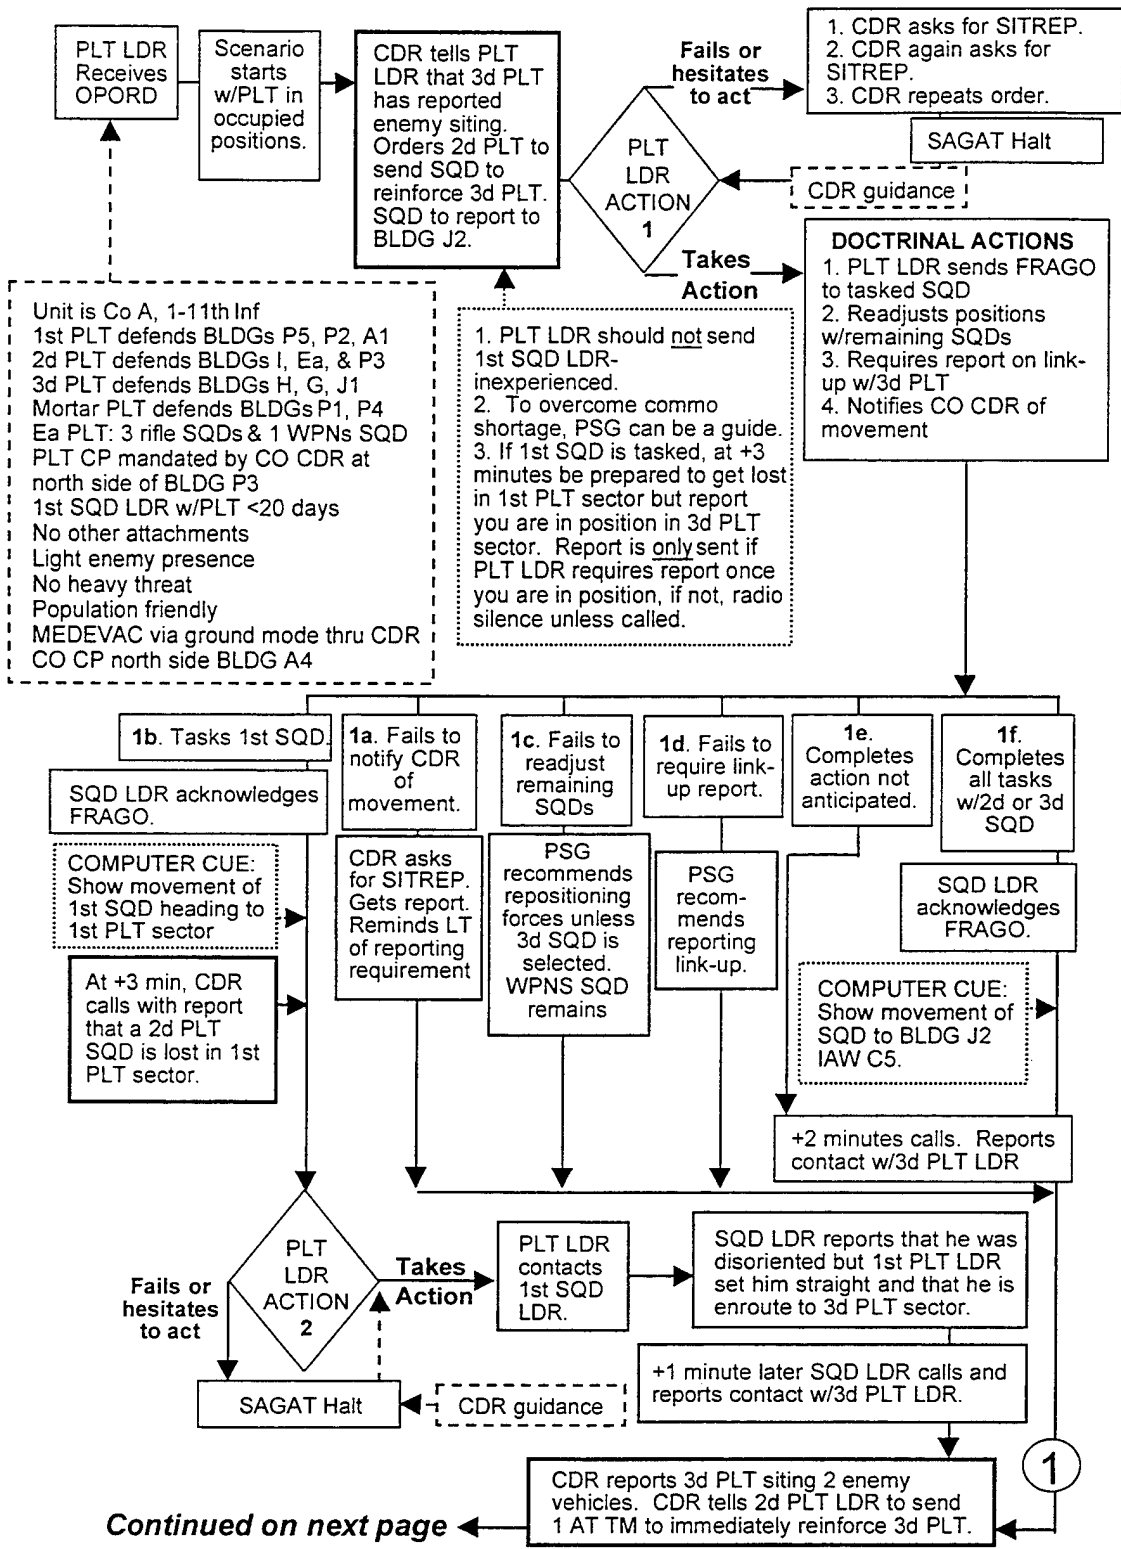 PLT LDR
Receives
OPORD
Scenario
starts
w/PLT in
occupied
positions.
CDR tells PLT
LDR that 3d PLT
has reported
enemy siting.
Orders 2d PLT to
send SQD to
reinforce 3d PLT.
SQD to report to
BLDG J2.
Fails or
hesitates
to act
1. CDR asks for SITREP.
2. CDR again asks for
SITREP.
3. CDR repeats order.
SAGAT Halt
CDR guidance
PLT
LDR
ACTION
1
Takes
Action
DOCTRINAL ACTIONS
1. PLT LDR sends FRAGO
to tasked SQD
2. Readjusts positions
w/remaining SQDs
3. Requires report on link-
up w/3d PLT
4. Notifies CO CDR of
movement
Unit is Co A, 1-11th Inf
1st PLT defends BLDGs P5, P2, A1
2d PLT defends BLDGs I, Ea, & P3
3d PLT defends BLDGs H, G, J1
Mortar PLT defends BLDGs P1, P4
Ea PLT: 3 rifle SQDs & 1 WPNs SQD
PLT CP mandated by CO CDR at
north side of BLDG P3
1st SQD LDR w/PLT <20 days
No other attachments
Light enemy presence
No heavy threat
Population friendly
MEDEVAC via ground mode thru CDR
CO CP north side BLDG A4
1. PLT LDR should not send
1st SQD LDR-
inexperienced.
2. To overcome commo
shortage, PSG can be a guide.
3. If 1st SQD is tasked, at +3
minutes be prepared to get lost
in 1st PLT sector but report
you are in position in 3d PLT
sector. Report is only sent if
PLT LDR requires report once
you are in position, if not, radio
silence unless called.
1b. Tasks 1st SQD.
SQD LDR acknowledges
FRAGO.
COMPUTER CUE:
Show movement of
1st SQD heading to
1st PLT sector
At +3 min, CDR
calls with report
that a 2d PLT
SQD is lost in 1st
PLT sector.
1a. Fails to
notify CDR
of
movement.
CDR asks
for SITREP.
Gets report.
Reminds LT
of reporting
requirement
1c. Fails to
readjust
remaining
SQDs
PSG
recommends
repositioning
forces unless
3d SQD is
selected.
WPNS SQD
remains
1d. Fails to
require link-
up report.
PSG
recom-
mends
reporting
link-up.
1e.
Completes
action not
anticipated.
1f.
Completes
all tasks
w/2d or 3d
SQD
SQD LDR
acknowledges
FRAGO.
COMPUTER CUE:
Show movement of
SQD to BLDG J2
IAW C5.
+2 minutes calls. Reports
contact w/3d PLT LDR
PLT
LDR
ACTION
2
Fails or
hesitates
to act
Takes
Action
PLT LDR
contacts
1st SQD
LDR.
SQD LDR reports that he was
disoriented but 1st PLT LDR
set him straight and that he is
enroute to 3d PLT sector.
+1 minute later SQD LDR calls and
reports contact w/3d PLT LDR.
SAGAT Halt
CDR guidance
1
CDR reports 3d PLT siting 2 enemy
vehicles. CDR tells 2d PLT LDR to send
1 AT TM to immediately reinforce 3d PLT.
Continued on next page